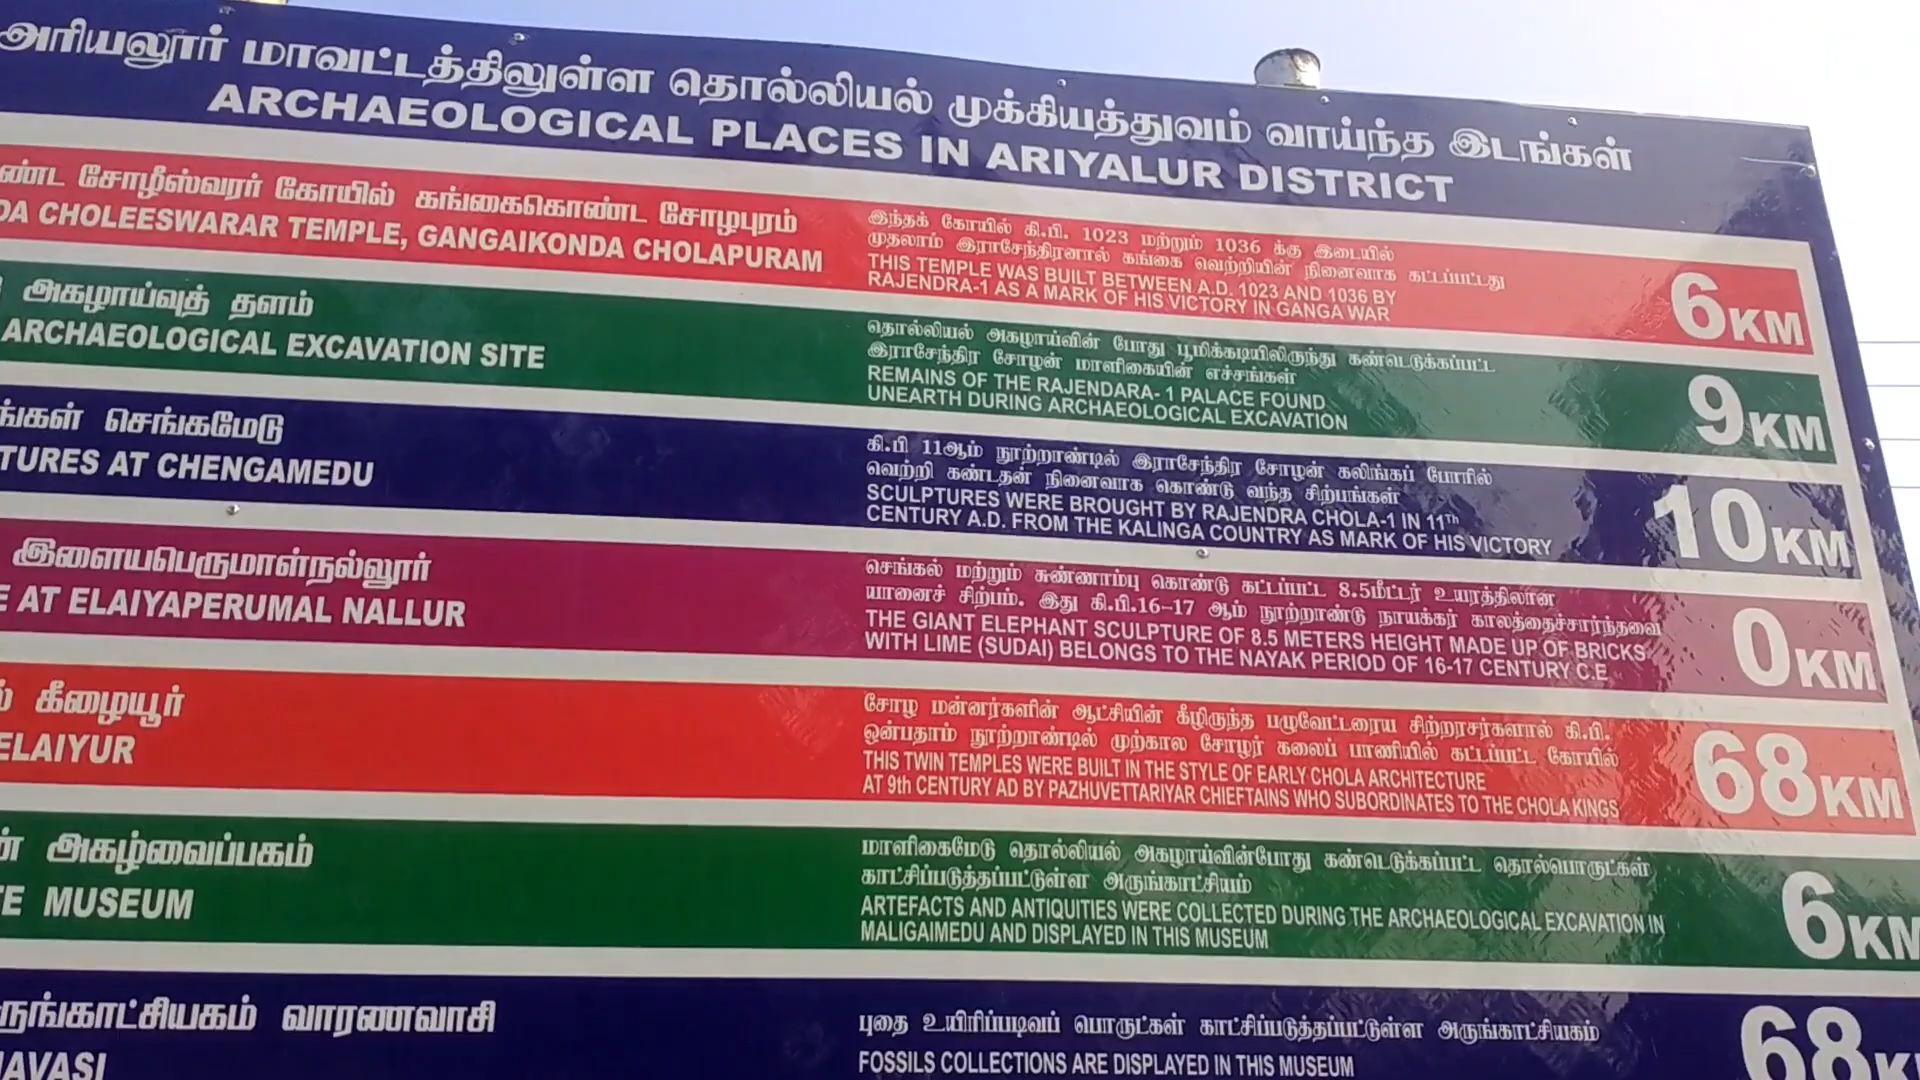 அரியலூர் மாவட்டத்திலுள்ள தொல்லியல் முக்கியத்துவம் வாய்ந்த இடங்கள்
ARCHAEOLOGICAL PLACES IN ARIYALUR DISTRICT
சோழீஸ்வரர் கோயில் கங்கைகொண்ட சோழபுரம்
CHOLEESWARAR TEMPLE, GANGAIKONDA CHOLAPURAM
இந்தக் கோயில் கி.பி. 1023 மற்றும் 1036 க்கு இடையில்
முதலாம் இராசேந்திரனால் கங்கை வெற்றியின் நினைவாக கட்டப்பட்டது
THIS TEMPLE WAS BUILT BETWEEN A.D. 1023 AND 1036 BY
RAJENDRA-1 AS A MARK OF HIS VICTORY IN GANGA WAR
6KM
அகழாய்வுத் தளம்
ARCHAEOLOGICAL EXCAVATION SITE
தொல்லியல் அகழாய்வின் போது பூமிக்கடியிலிருந்து கண்டெடுக்கப்பட்ட
இராசேந்திர சோழன் மாளிகையின் எச்சங்கள்
REMAINS OF THE RAJENDARA- 1 PALACE FOUND
UNEARTH DURING ARCHAEOLOGICAL EXCAVATION
9KM
செங்கமேடு
AT CHENGAMEDU
கி.பி 11ஆம் நூற்றாண்டில் இராசேந்திர சோழன் கலிங்கப் போரில்
வெற்றி கண்டதன் நினைவாக கொண்டு வந்த சிற்பங்கள்
SCULPTURES WERE BROUGHT BY RAJENDRA CHOLA-1 IN 11Th
CENTURY A.D. FROM THE KALINGA COUNTRY AS MARK OF HIS VICTORY
10KM
இளையபெருமாள்நல்லூர்
AT ELAIYAPERUMAL NALLUR
செங்கல் மற்றும் சுண்ணாம்பு கொண்டு கட்டப்பட்ட 8.5மீட்டர் உயரத்திலான
யானைச் சிற்பம். இது கி.பி.16-17 ஆம் நூற்றாண்டு நாயக்கர் காலத்தைச்சார்ந்தவை
THE GIANT ELEPHANT SCULPTURE OF 8.5 METERS HEIGHT MADE UP OF BRICKS
WITH LIME (SUDAI) BELONGS TO THE NAYAK PERIOD OF 16-17 CENTURY C.E
0KM
கீழையூர்
ELAIYUR
சோழ மன்னர்களின் ஆட்சியின் கீழிருந்த பழுவேட்டரைய சிற்றரசர்களால் கி.பி.
ஒன்பதாம் நூற்றாண்டில் முற்கால சோழர் கலைப் பாணியில் கட்டப்பட்ட கோயில்
THIS TWIN TEMPLES WERE BUILT IN THE STYLE OF EARLY CHOLA ARCHITECTURE
AT 9th CENTURY AD BY PAZHUVETTARIYAR CHIEFTAINS WHO SUBORDINATES TO THE CHOLA KINGS
68KM
அகழ்வைப்பகம்
MUSEUM
மாளிகைமேடு தொல்லியல் அகழாய்வின்போது கண்டெடுக்கப்பட்ட தொல்பொருட்கள்
காட்சிப்படுத்தப்பட்டுள்ள அருங்காட்சியம்
ARTEFACTS AND ANTIQUITIES WERE COLLECTED DURING THE ARCHAEOLOGICAL EXCAVATION IN
MALIGAIMEDU AND DISPLAYED IN THIS MUSEUM
6KM
ருங்காட்சியகம் வாரணவாசி
புதை உயிரிப்படிவப் பொருட்கள் காட்சிப்படுத்தப்பட்டுள்ள அருங்காட்சியகம்
FOSSILS COLLECTIONS ARE DISPLAYED IN THIS MUSEUM
68K